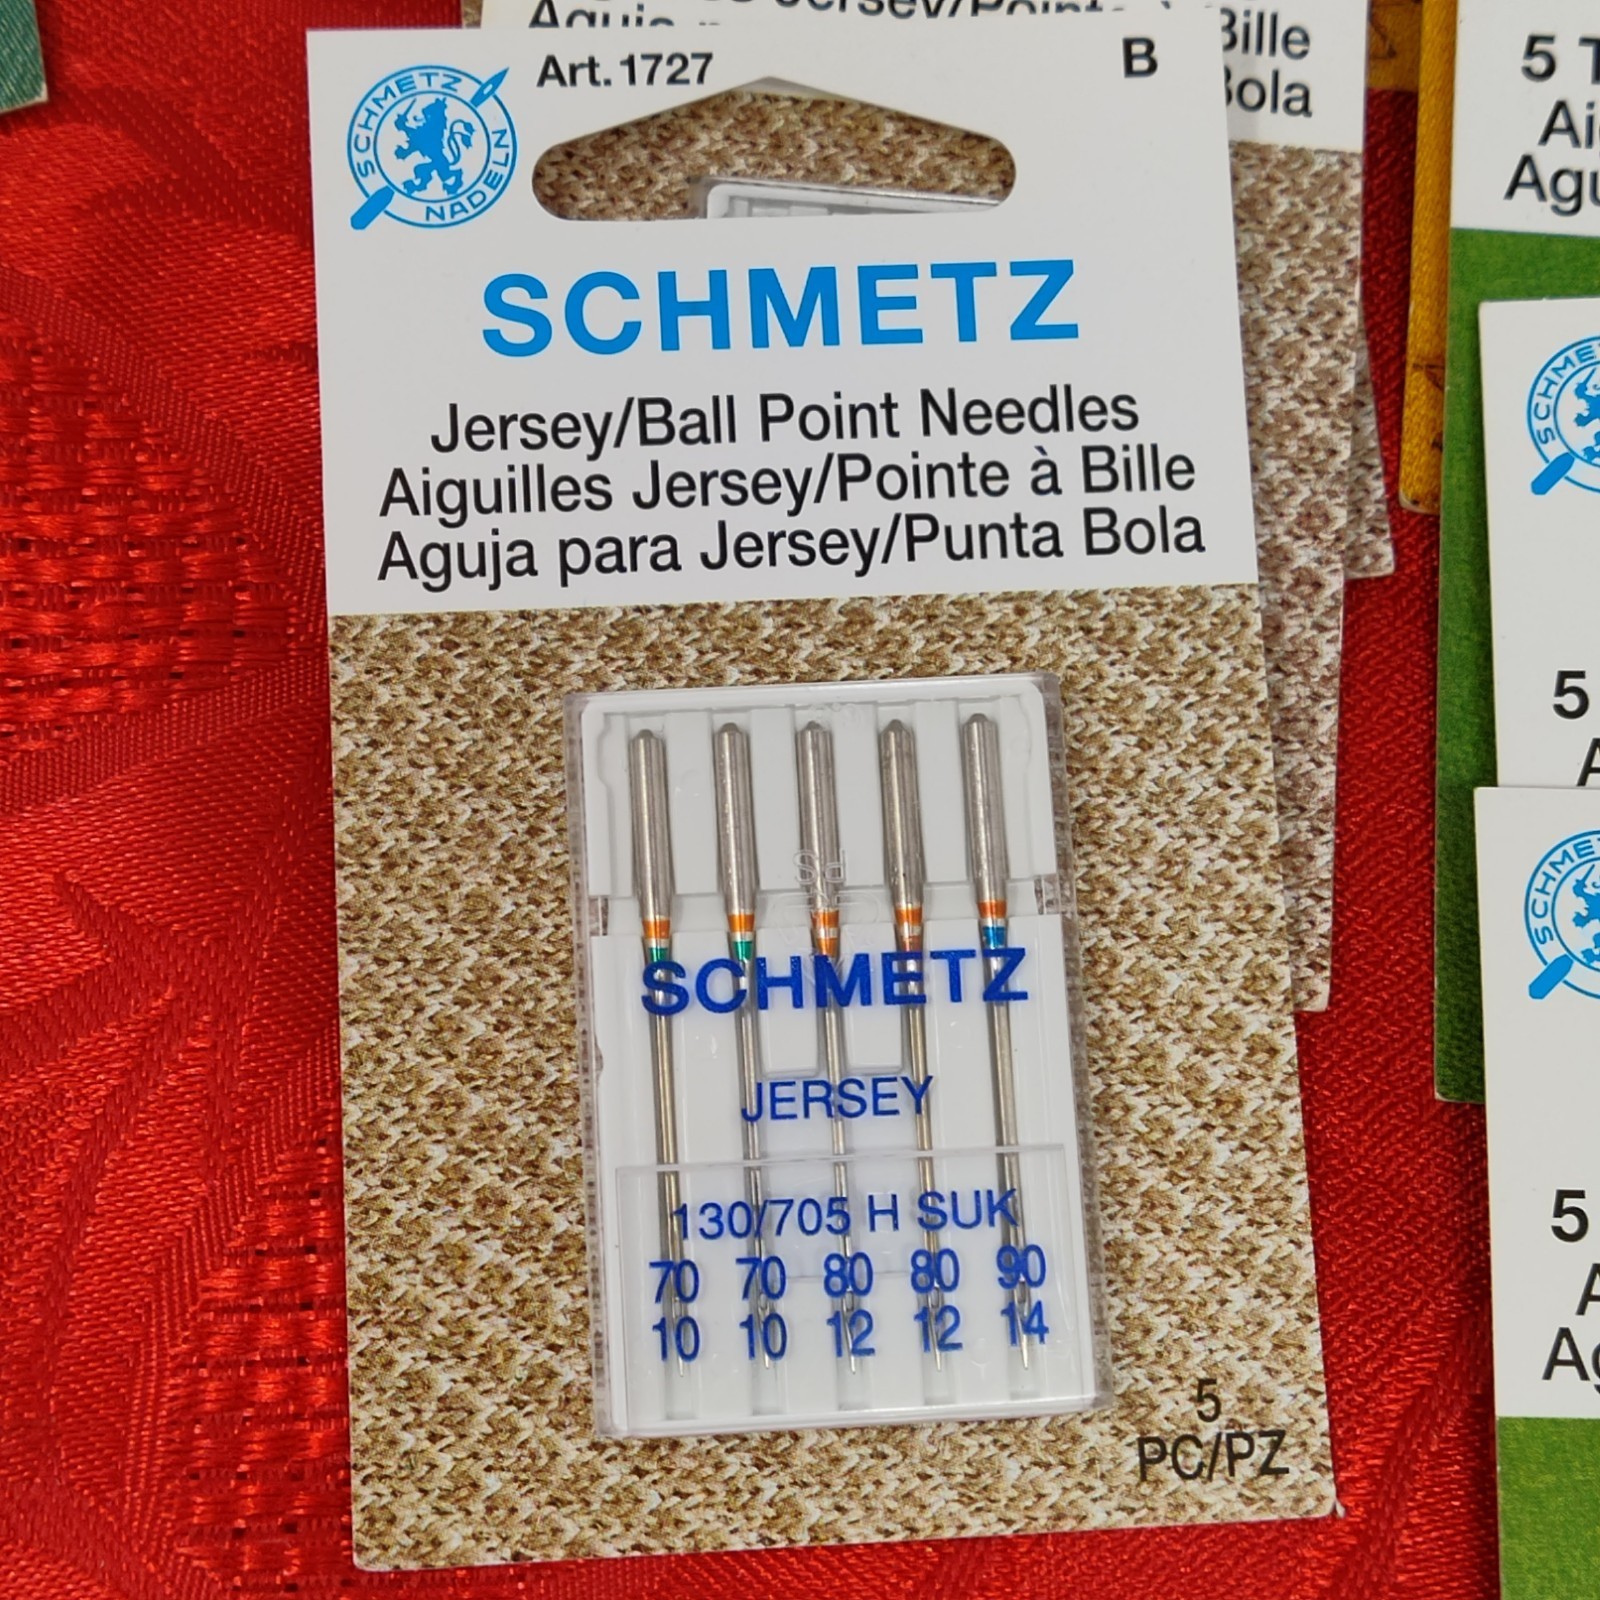 Art. 1727
B
SCHMETZ NADELN
SCHMETZ
Jersey/Ball Point Needles
Aiguilles Jersey/Pointe à Bille
Aguja para Jersey/Punta Bola
SCHMETZ
JERSEY
130/705 H SUK
70 70 80 80 90
10 10 12 12 14
5
PC/PZ
Bille
Bola
5
5
5